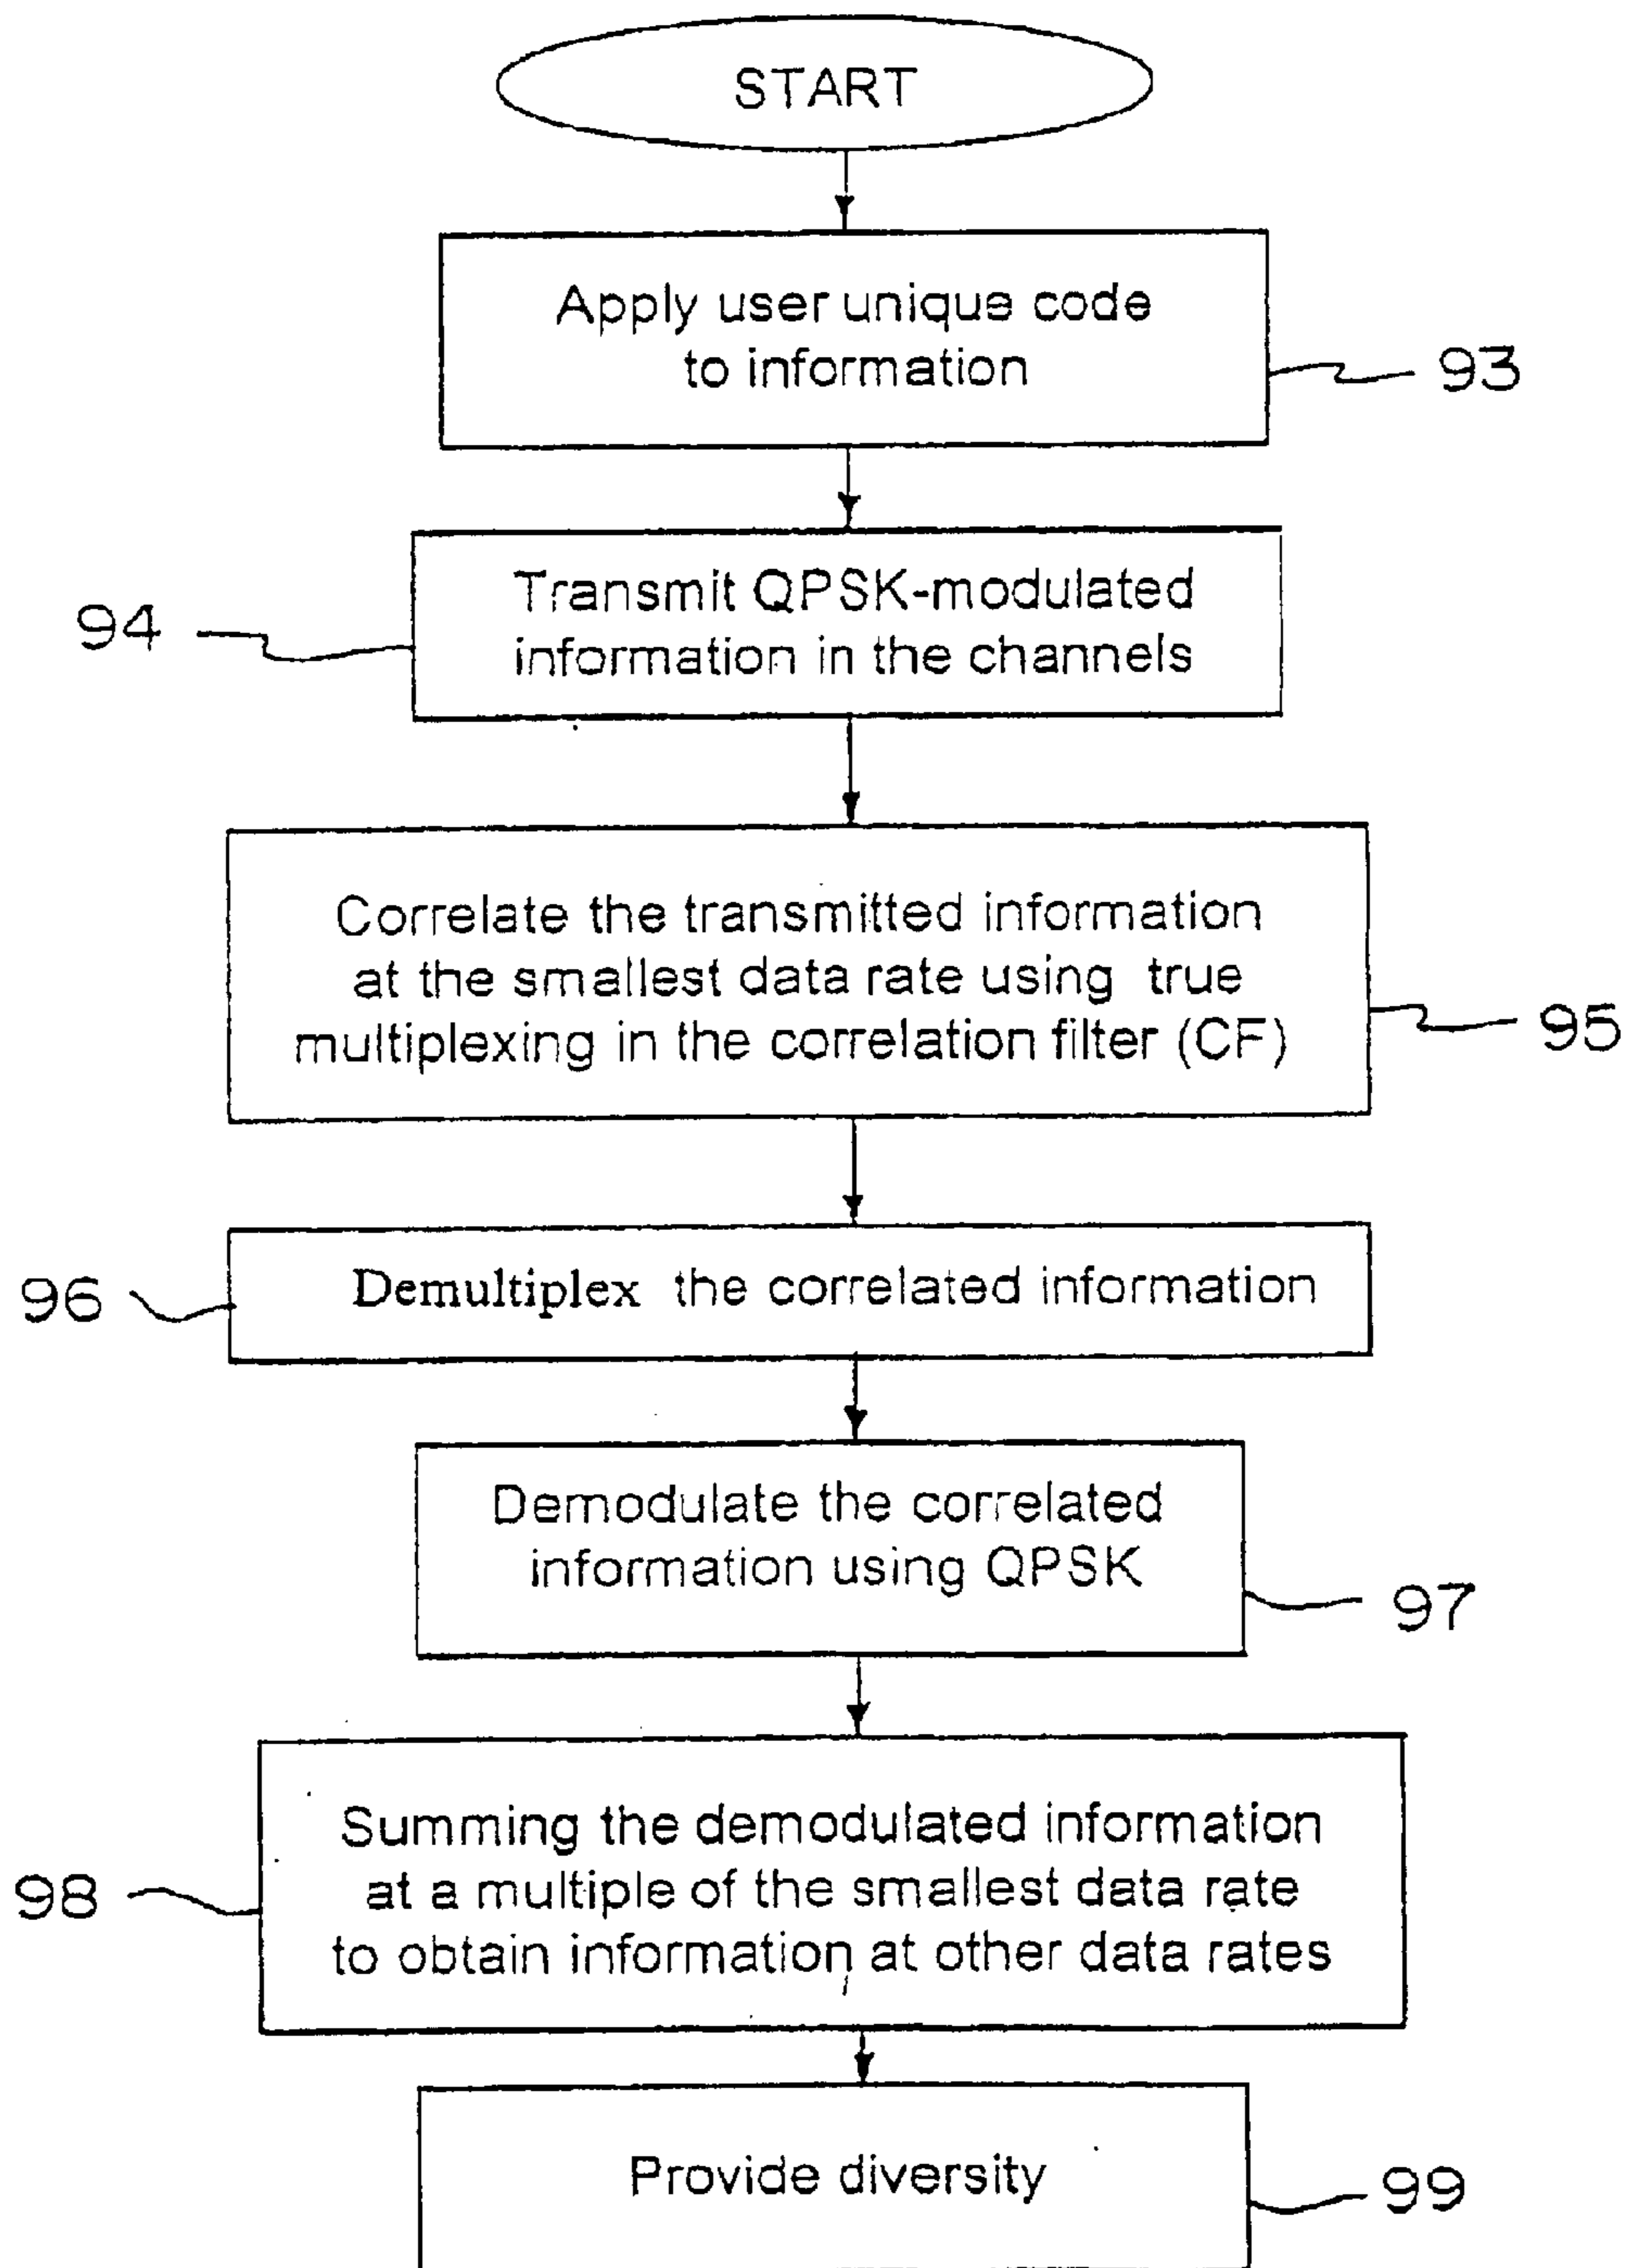 START
Apply user unique code
to information
93
94
Transmit QPSK-modulated
information in the channels
Correlate the transmitted information
at the smallest data rate using true
multiplexing in the correlation filter (CF)
95
96
Demultiplex the correlated information
Demodulate the correlated
information using QPSK
97
98
Summing the demodulated information
at a multiple of the smallest data rate
to obtain information at other data rates
Provide diversity
99